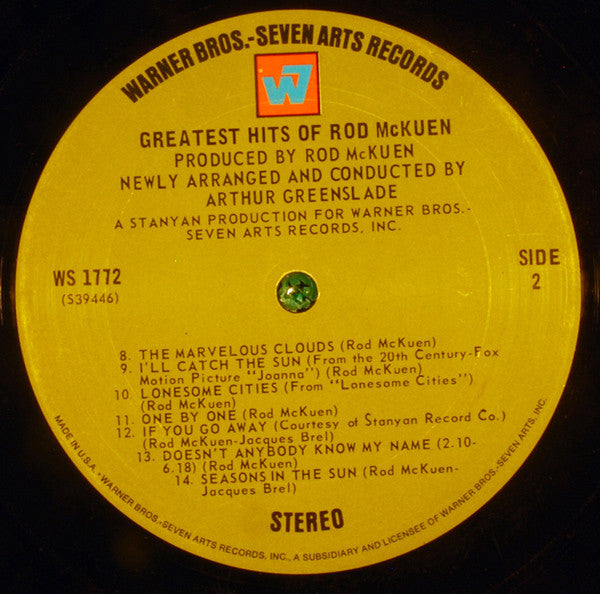 WARNER BROS.-SEVEN ARTS RECORDS
W7
GREATEST HITS OF ROD McKUEN
PRODUCED BY ROD McKUEN
NEWLY ARRANGED AND CONDUCTED BY
ARTHUR GREENSLADE
A STANYAN PRODUCTION FOR WARNER BROS.-
SEVEN ARTS RECORDS, INC.
WS 1772
(S39446)
SIDE
2
8. THE MARVELOUS CLOUDS (Rod McKuen)
9. I'LL CATCH THE SUN (From the 20th Century-Fox
Motion Picture "Joanna") (Rod McKuen)
10 LONESOME CITIES (From "Lonesome Cities")
(Rod McKuen)
11. ONE BY ONE (Rod McKuen)
12. IF YOU GO AWAY (Courtesy of Stanyan Record Co.)
(Rod McKuen-Jacques Brel)
13. DOESN'T ANYBODY KNOW MY NAME (2.10-
6.18) (Rod McKuen)
14. SEASONS IN THE SUN (Rod McKuen-
Jacques Brel)
STEREO
MADE IN U.S.A. - WARNER BROS.-SEVEN ARTS RECORDS, INC., A SUBSIDIARY AND LICENSEE OF WARNER BROS.-SEVEN ARTS, INC.